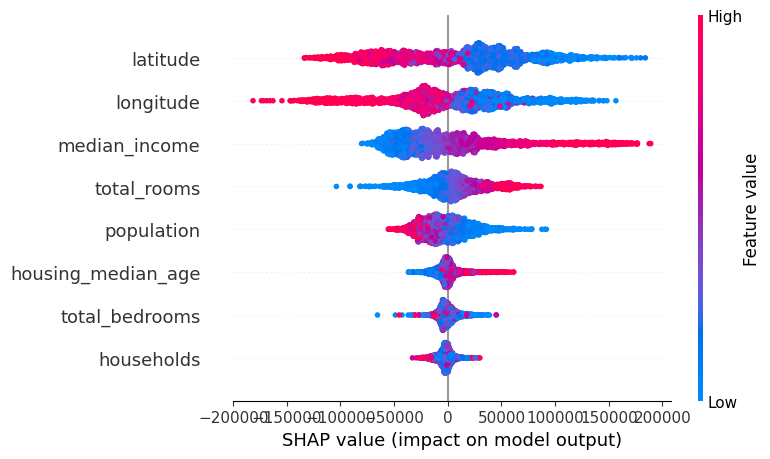 High
latitude
longitude
median_income
total_rooms
population
housing_median_age
total_bedrooms
households
Feature value
Low
−200000 −150000 −100000 −50000 0 50000 100000 150000 200000
SHAP value (impact on model output)